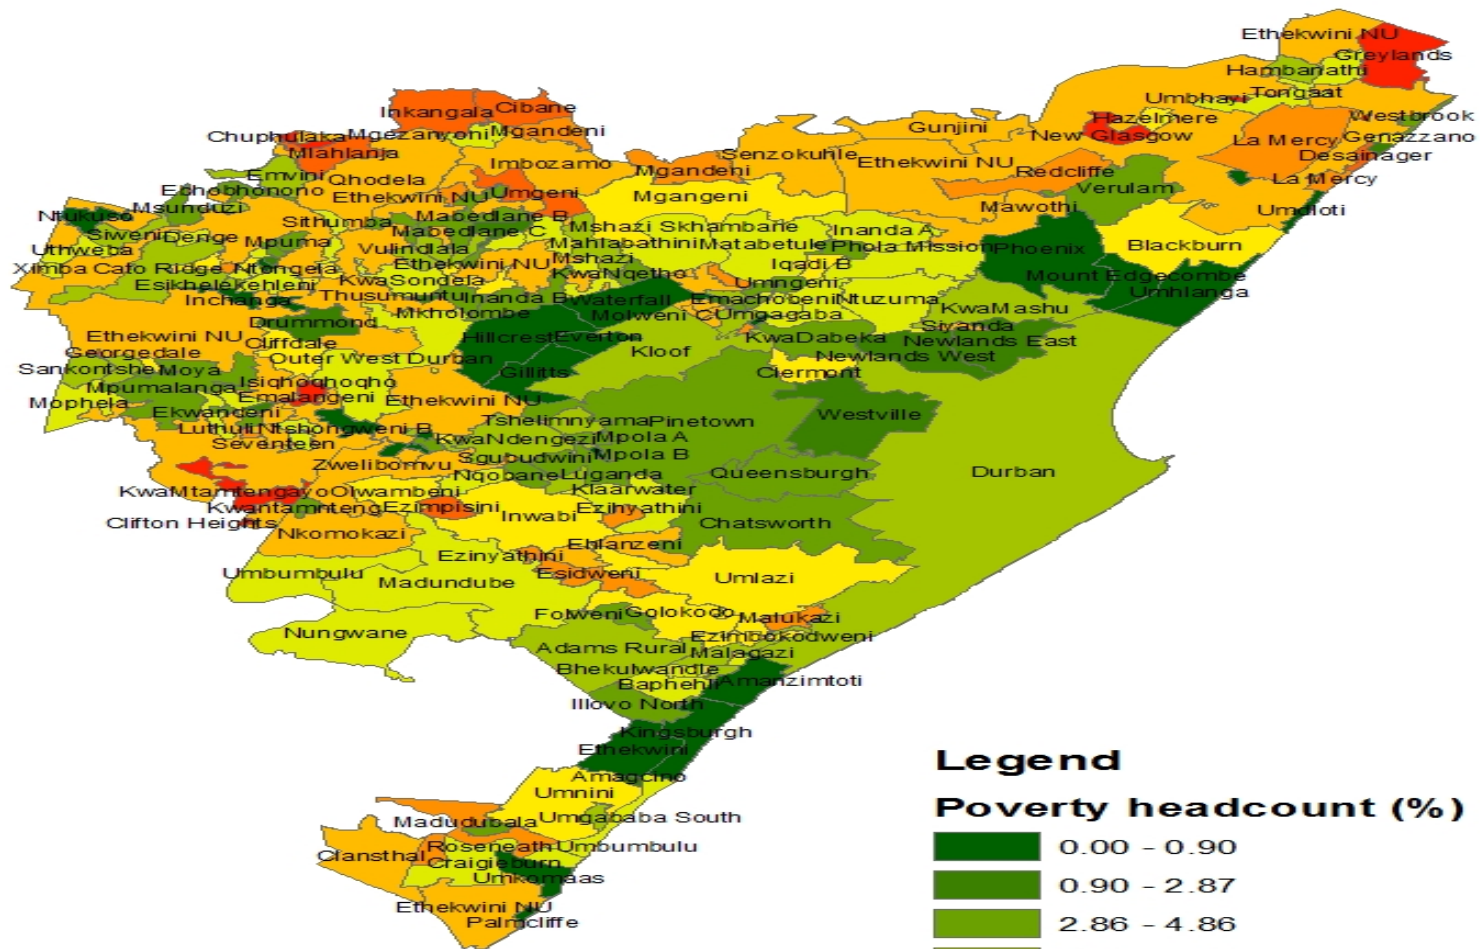 Ethekwini NU
Greylands
Hambanathi
Tongaat
Umbhayi
Inkangala
Cibane
Hazelmere
Westbrook
Chuphulaka
Mgezanyoni
Mgandeni
Gunjini
New Glasgow
La Mercy
Genazzano
Mlahlanja
Senzokuhle
Desainager
Emvini
Qhodela
Imbozamo
Mgandehi
Ethekwini NU
Redcliffe
La Mercy
Echobhonono
Ethekwini NU
Umgeni
Mgangeni
Verulam
Msunduzi
Ntukuso
Sithumba
Mabedlane B
Mawothi
Umdloti
Siweni
Denge
Mpuma
Mabedlane C
Mshazi
Skhambane
Inanda A
Uthweba
Vulindlala
Mahlabathini
Matabetule
Phola Mission
Phoenix
Blackburn
Ximba
Cato Ridge
Ntongela
Ethekwini NU
Mshazi
Iqadi B
Mount Edgecombe
Esikhelekehleni
KwaSondela
KwaNqetho
Umngeni
Umhlanga
Inchanga
Thusumuntu
Inanda B
Waterfall
Emachobeni
Ntuzuma
KwaMashu
Drummond
Mkholombe
Molweni C
Umgagaba
Siyanda
Ethekwini NU
Cliffdale
Hillcrest
Everton
KwaDabeka
Newlands East
Georgedale
Outer West Durban
Kloof
Newlands West
Sankontshe
Moya
Gillitts
Clermont
Mpumalanga
Isiqhoqhoqho
Mophela
Emalangeni
Ethekwini NU
Ekwandeni
Westville
Luthuli
Ntshongweni B
Tshelimnyama
Pinetown
Seventeen
KwaNdengezi
Mpola A
Zwelibomvu
Sgubudwini
Mpola B
Nqobane
Luganda
Queensburgh
Durban
KwaMtamtengayo
Olwambeni
Klaarwater
Kwantamnteng
Ezimpisini
Inwabi
Ezihyathini
Clifton Heights
Chatsworth
Nkomokazi
Ehlanzeni
Ezinyathini
Umbumbulu
Madundube
Esidweni
Umlazi
Folweni
Golokodo
Malukazi
Nungwane
Ezimbokodweni
Adams Rural
Malagazi
Bhekulwandle
Baphehli
Amanzimtoti
Illovo North
Kingsburgh
Ethekwini
Amagcino
Umnini
Madudubala
Umgababa South
Roseneath
Umbumbulu
Clansthal
Craigieburn
Umkomaas
Ethekwini NU
Palmcliffe
Legend
Poverty headcount (%)
0.00 - 0.90
0.90 - 2.87
2.86 - 4.86